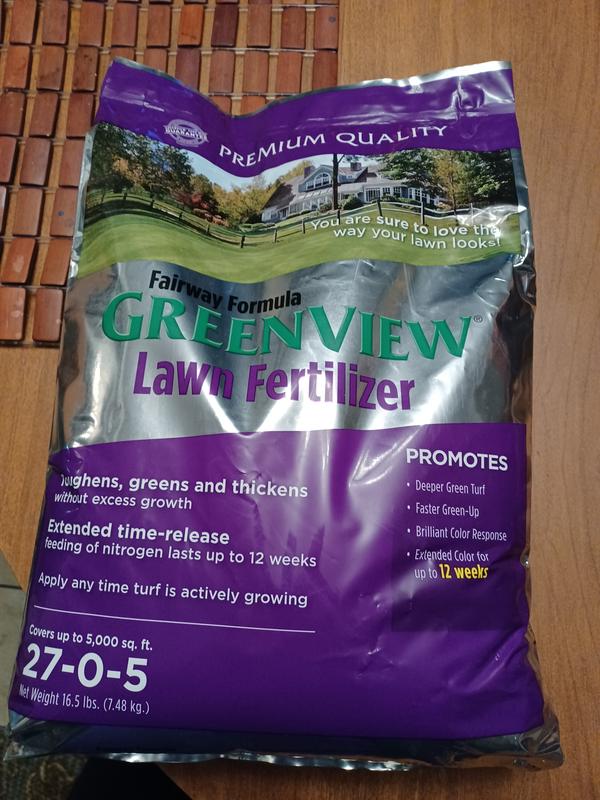 GUARANTEE
PREMIUM QUALITY
You are sure to love the
way your lawn looks!
Fairway Formula
GREENVIEW®
Lawn Fertilizer
Toughens, greens and thickens
without excess growth
Extended time-release
feeding of nitrogen lasts up to 12 weeks
Apply any time turf is actively growing
PROMOTES
• Deeper Green Turf
• Faster Green-Up
• Brilliant Color Response
• Extended Color for
up to 12 weeks
Covers up to 5,000 sq. ft.
27-0-5
Net Weight 16.5 lbs. (7.48 kg.)